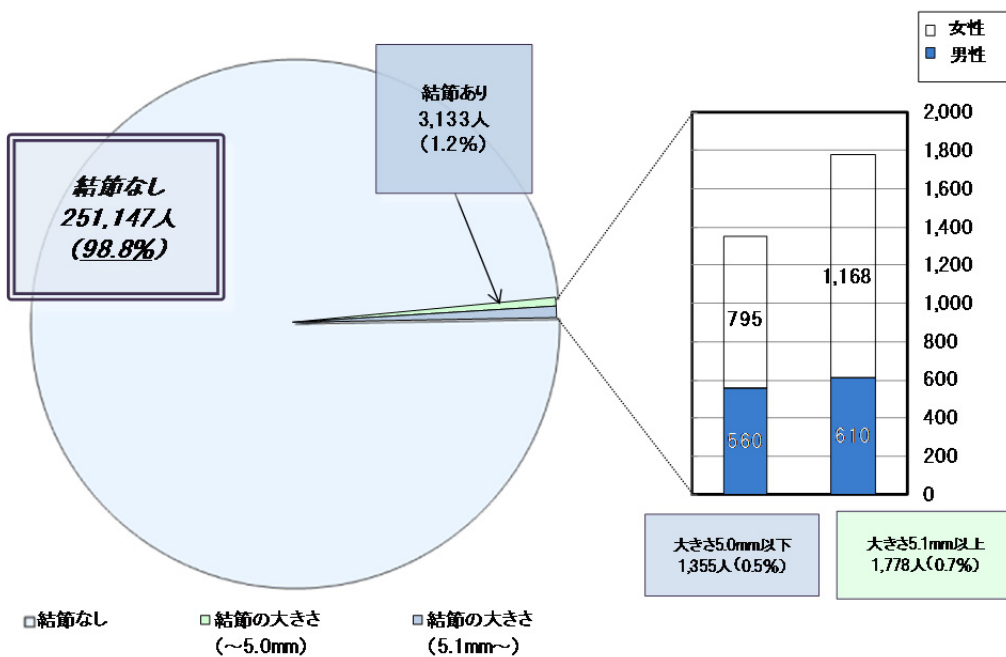 女性
男性
結節あり
3,133人
(1.2%)
結節なし
251,147人
(98.8%)
2,000
1,800
1,600
1,400
1,200
1,000
800
600
400
200
0
795
1,168
560
610
大きさ5.0mm以下
1,355人(0.5%)
大きさ5.1mm以上
1,778人(0.7%)
結節なし
結節の大きさ
(～5.0mm)
結節の大きさ
(5.1mm～)